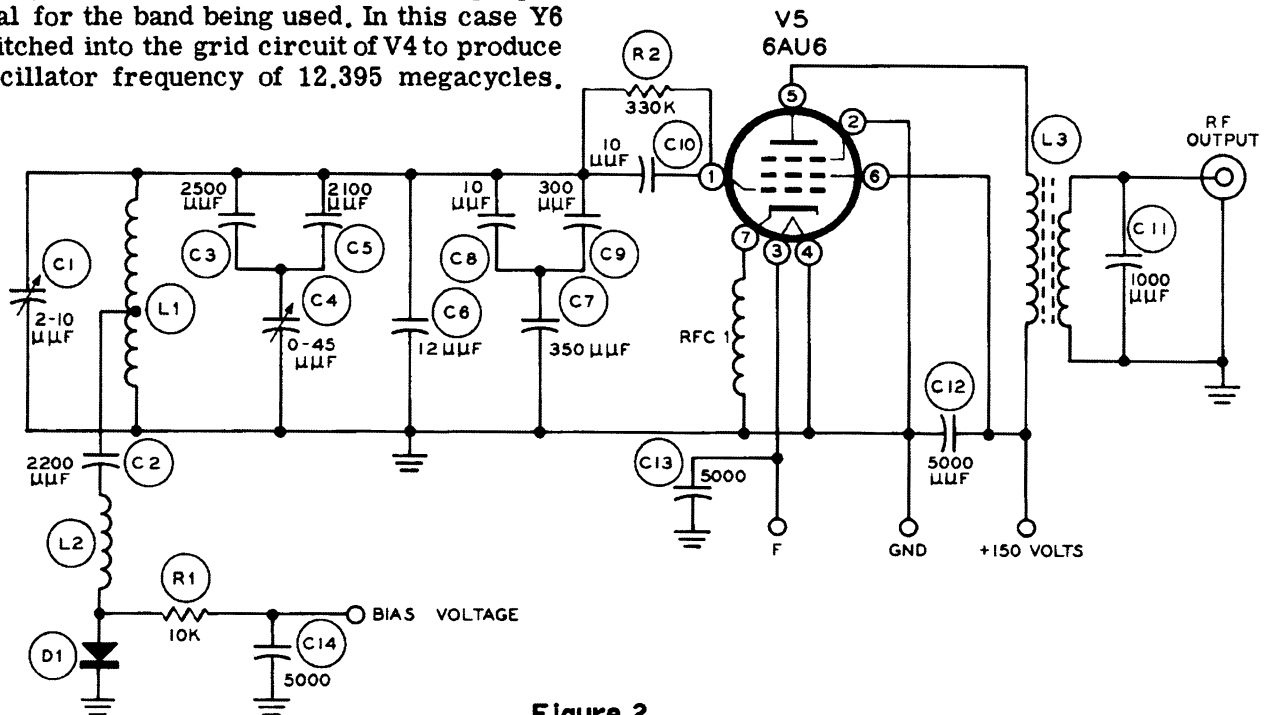 al for the band being used. In this case Y6
itched into the grid circuit of V4 to produce
cillator frequency of 12.395 megacycles.
V5
6AU6
R2
330K
10
μμF
C10
1
5
2
6
7
3
4
L3
RF
OUTPUT
C11
1000
μμF
2500
μμF
C3
2100
μμF
C5
10
μμF
C8
300
μμF
C9
C1
2-10
μμF
L1
C4
0-45
μμF
C6
12μμF
C7
350μμF
RFC 1
C12
5000
μμF
C13
5000
F
GND
+150 VOLTS
2200
μμF
C2
L2
R1
10K
BIAS VOLTAGE
D1
C14
5000
Figure 2